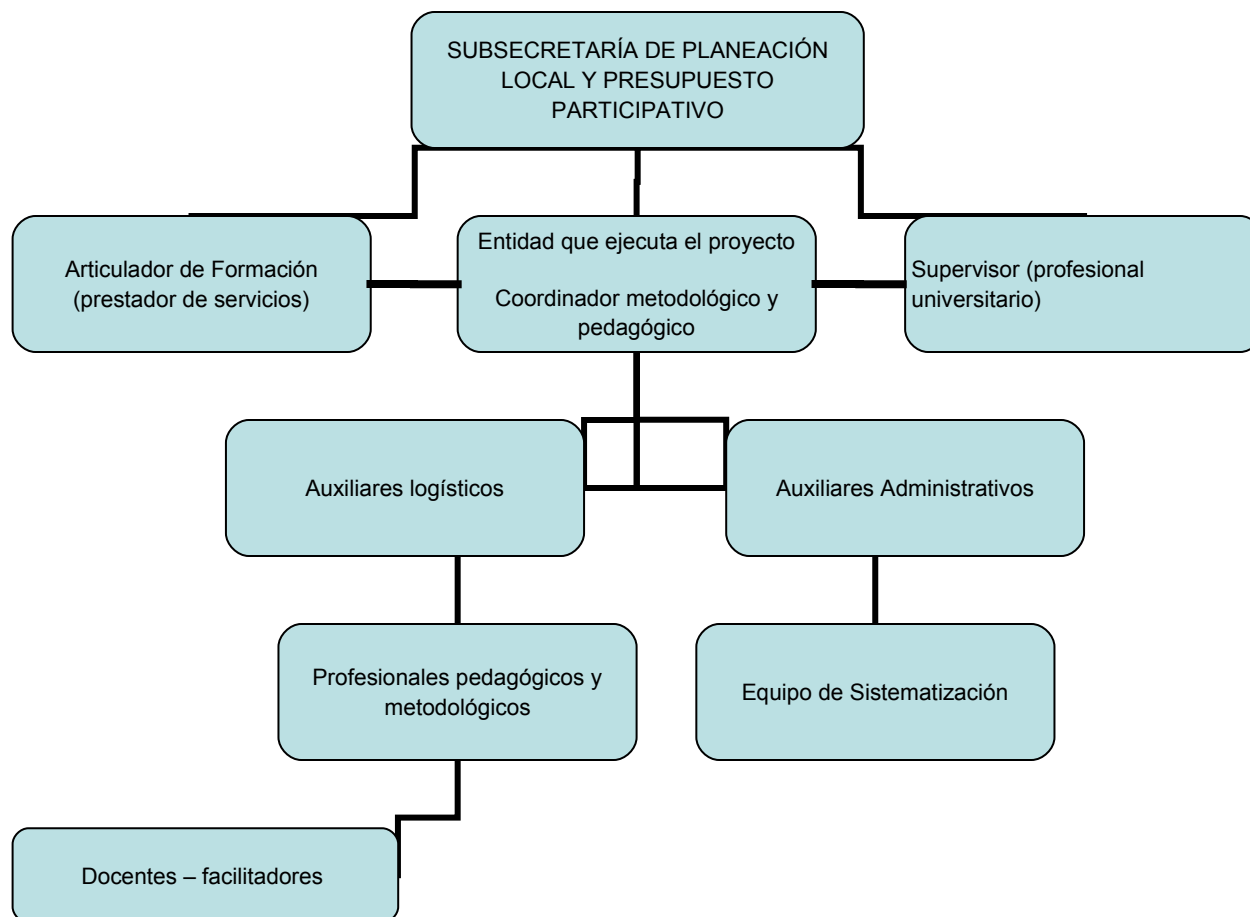 SUBSECRETARÍA DE PLANEACIÓN
LOCAL Y PRESUPUESTO
PARTICIPATIVO
Articulador de Formación
(prestador de servicios)
Entidad que ejecuta el proyecto
Coordinador metodológico y
pedagógico
Supervisor (profesional
universitario)
Auxiliares logísticos
Auxiliares Administrativos
Profesionales pedagógicos y
metodológicos
Equipo de Sistematización
Docentes – facilitadores